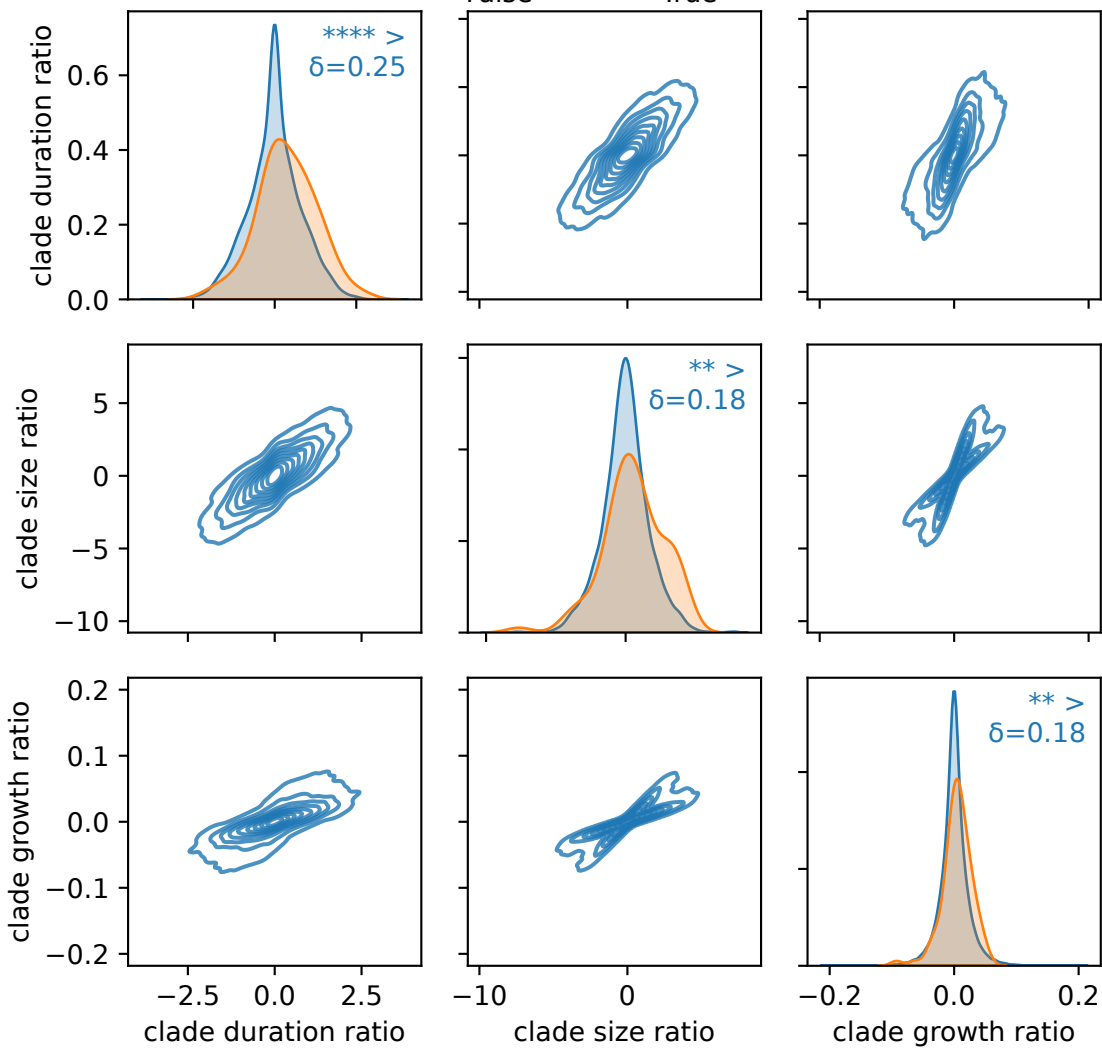 clade duration ratio
0.6
0.4
0.2
0.0
**** >
δ=0.25
clade size ratio
5
0
−5
−10
** >
δ=0.18
clade growth ratio
0.2
0.1
0.0
−0.1
−0.2
** >
δ=0.18
−2.5 0.0 2.5
clade duration ratio
−10 0
clade size ratio
−0.2 0.0 0.2
clade growth ratio